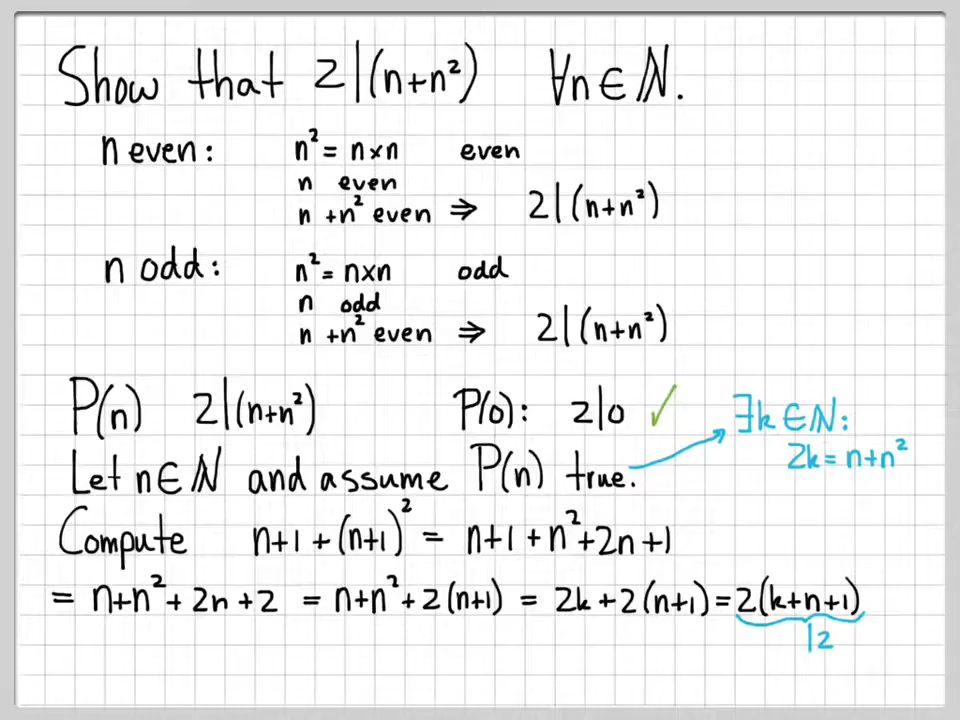 Show that 2|(n+n²) ∀n∈ℕ.
n even: n² = n×n even
n even
n +n² even ⇒ 2|(n+n²)
n odd: n² = n×n odd
n odd
n +n² even ⇒ 2|(n+n²)
P(n) 2|(n+n²) P(0): 2|0 ✓ ∃k∈ℕ:
2k = n+n²
Let n∈ℕ and assume P(n) true.
Compute n+1+(n+1)² = n+1+n²+2n+1
= n+n²+2n+2 = n+n²+2(n+1) = 2k+2(n+1) = 2(k+n+1)
|2